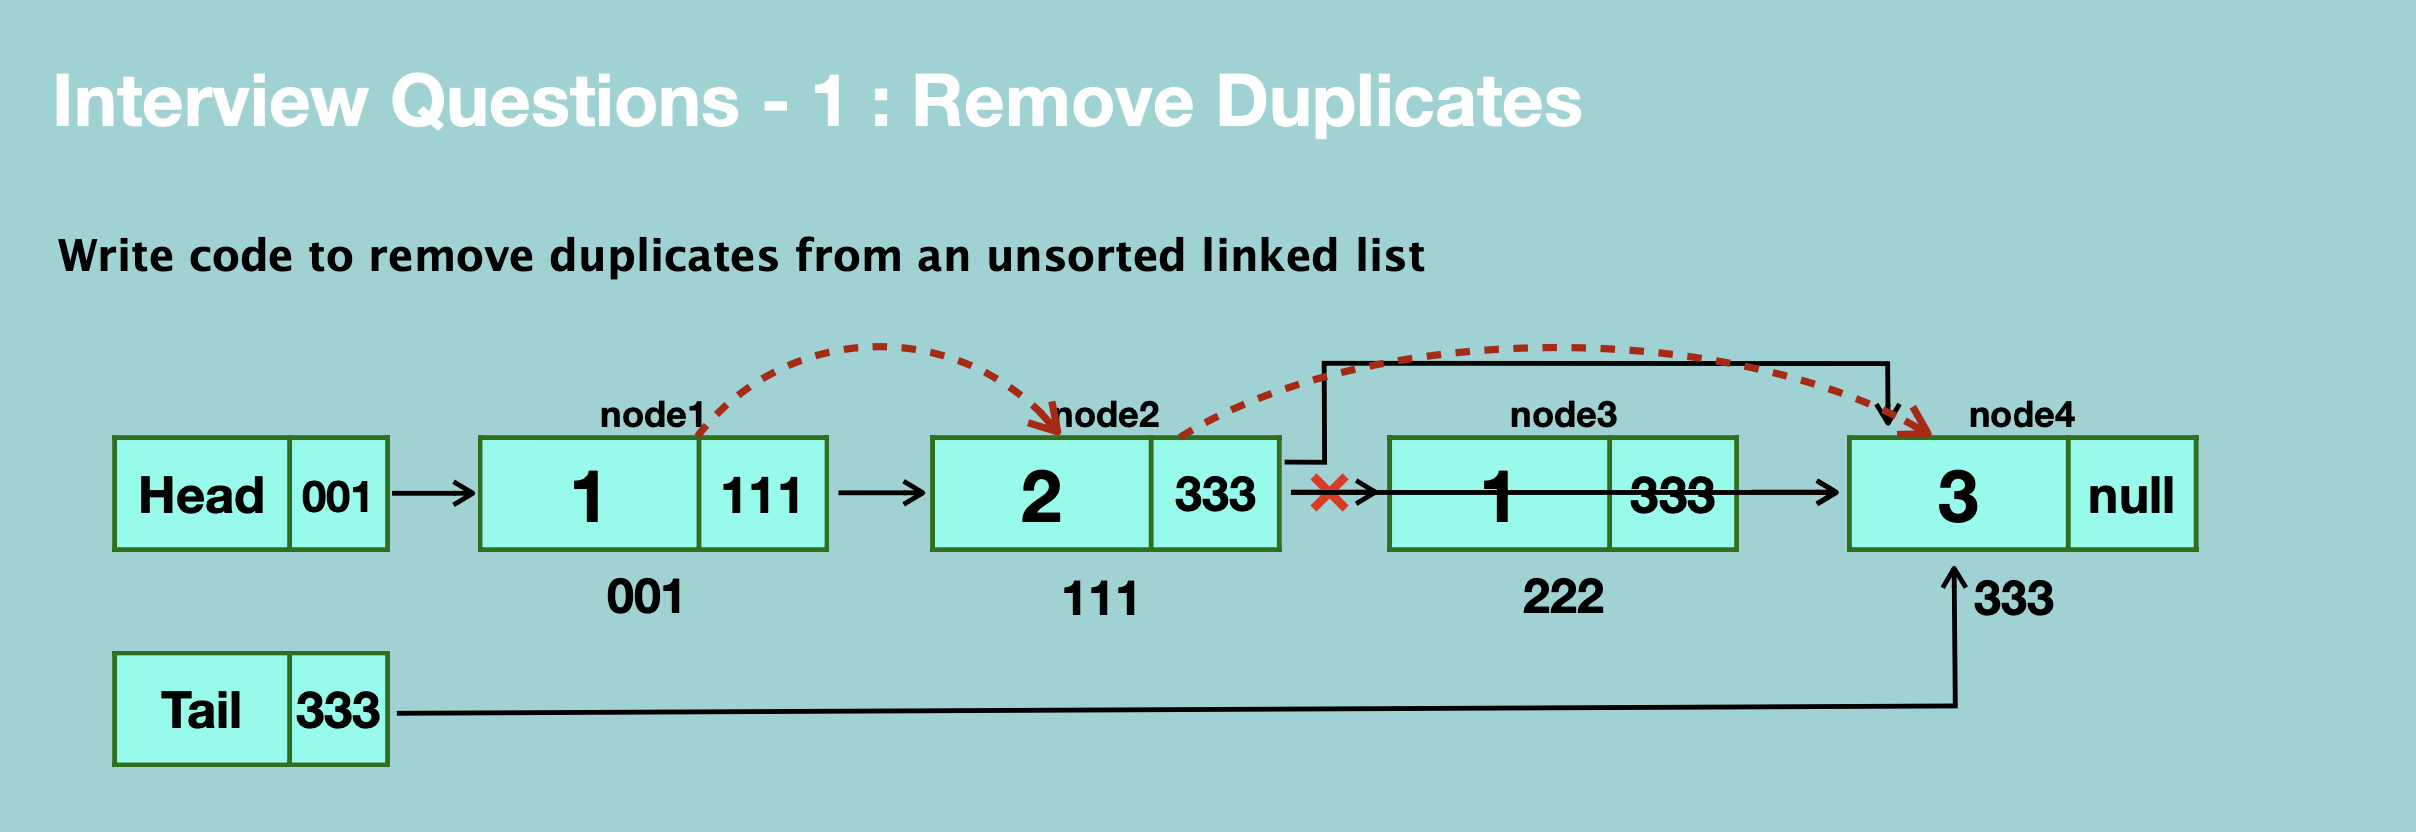 Interview Questions - 1 : Remove Duplicates
Write code to remove duplicates from an unsorted linked list
node1 node2 node3 node4
Head 001 1 111 2 333 1 333 3 null
001 111 222 333
Tail 333